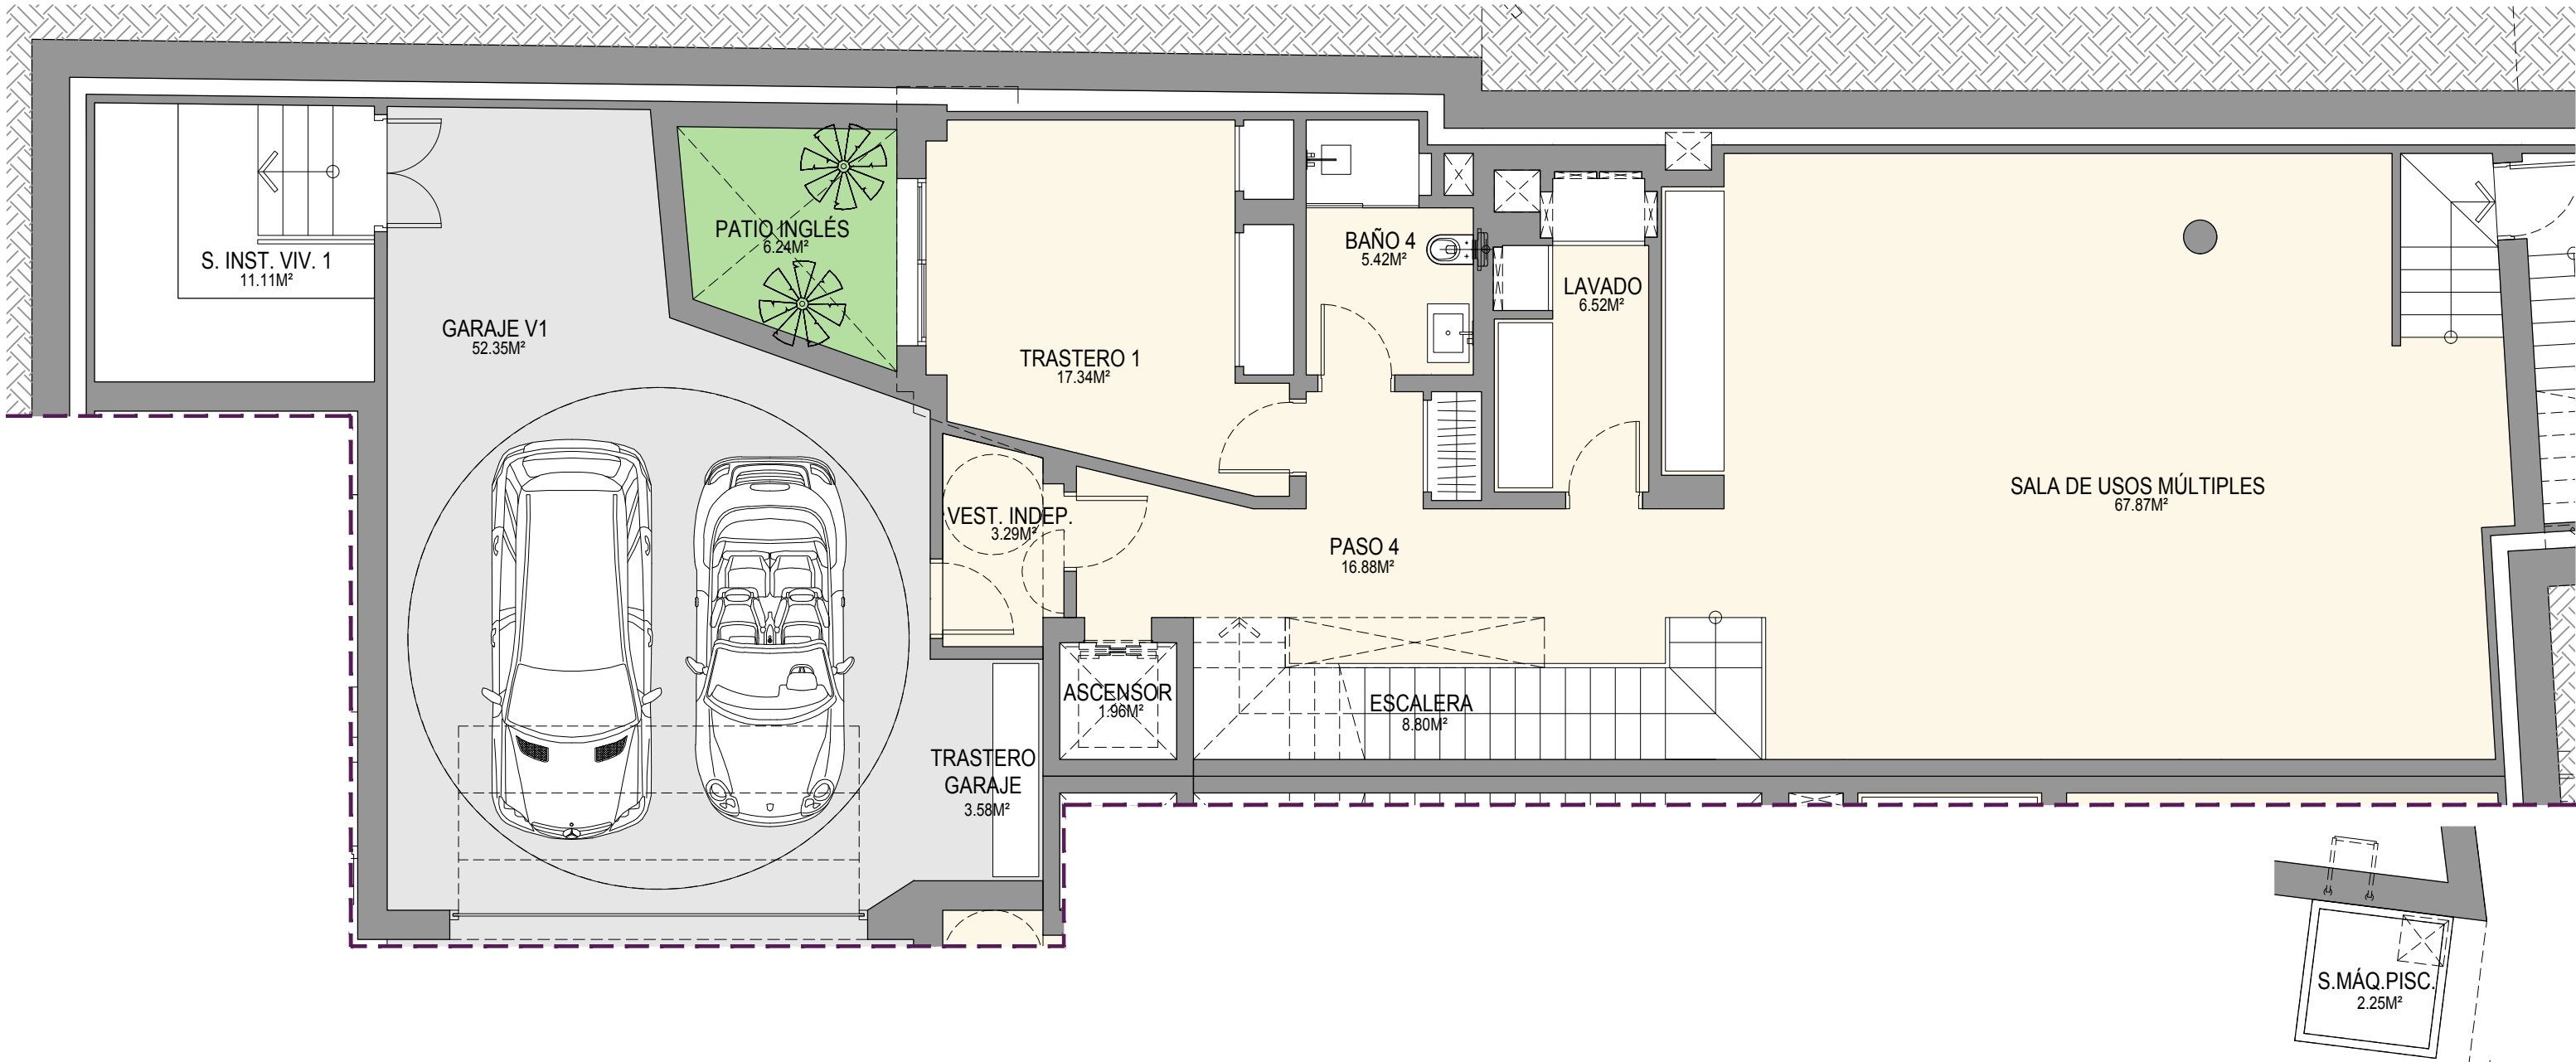 S. INST. VIV. 1
11.11M²
GARAJE V1
52.35M²
PATIO INGLÉS
6.24M²
TRASTERO 1
17.34M²
BAÑO 4
5.42M²
LAVADO
6.52M²
SALA DE USOS MÚLTIPLES
67.87M²
VEST. INDEP.
3.29M²
PASO 4
16.88M²
ASCENSOR
1.96M²
ESCALERA
8.80M²
TRASTERO
GARAJE
3.58M²
S.MÁQ.PISC.
2.25M²